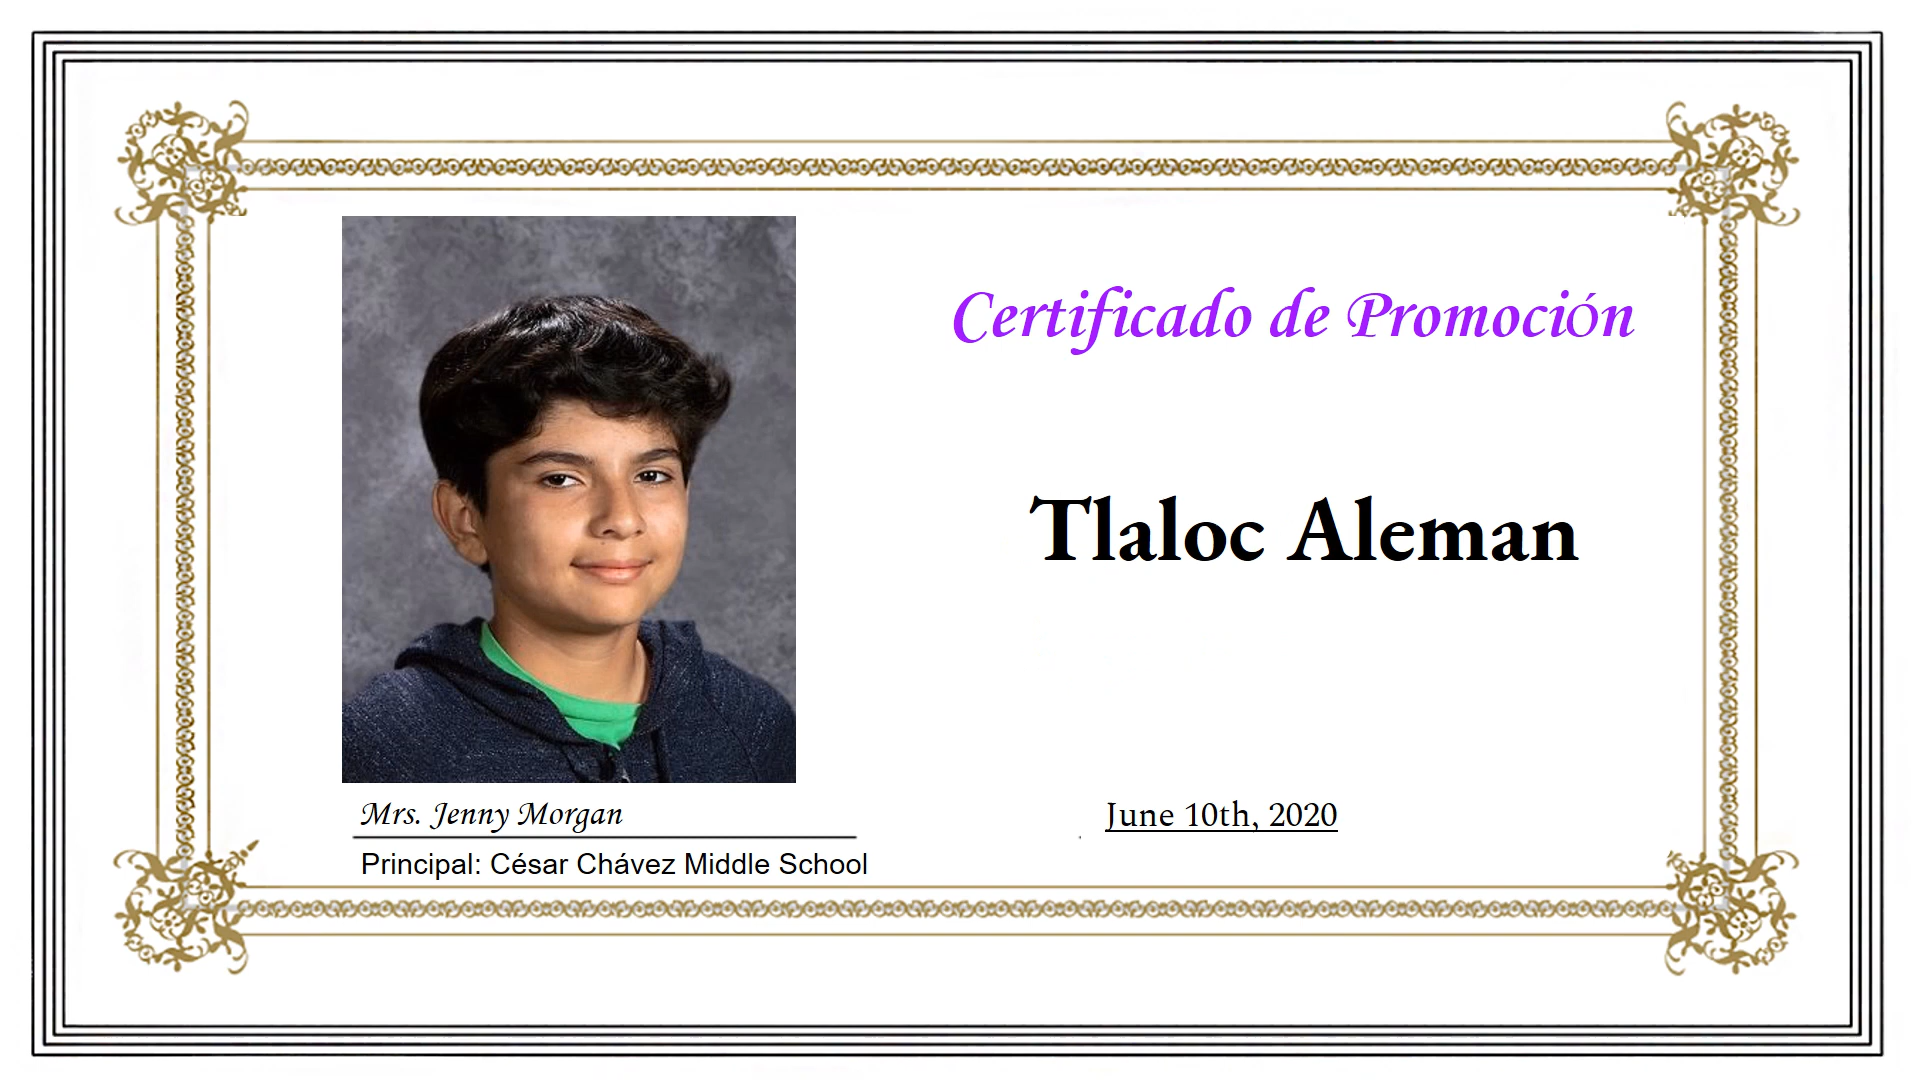 Certificado de Promoción
Tlaloc Aleman
Mrs. Jenny Morgan
June 10th, 2020
Principal: César Chávez Middle School